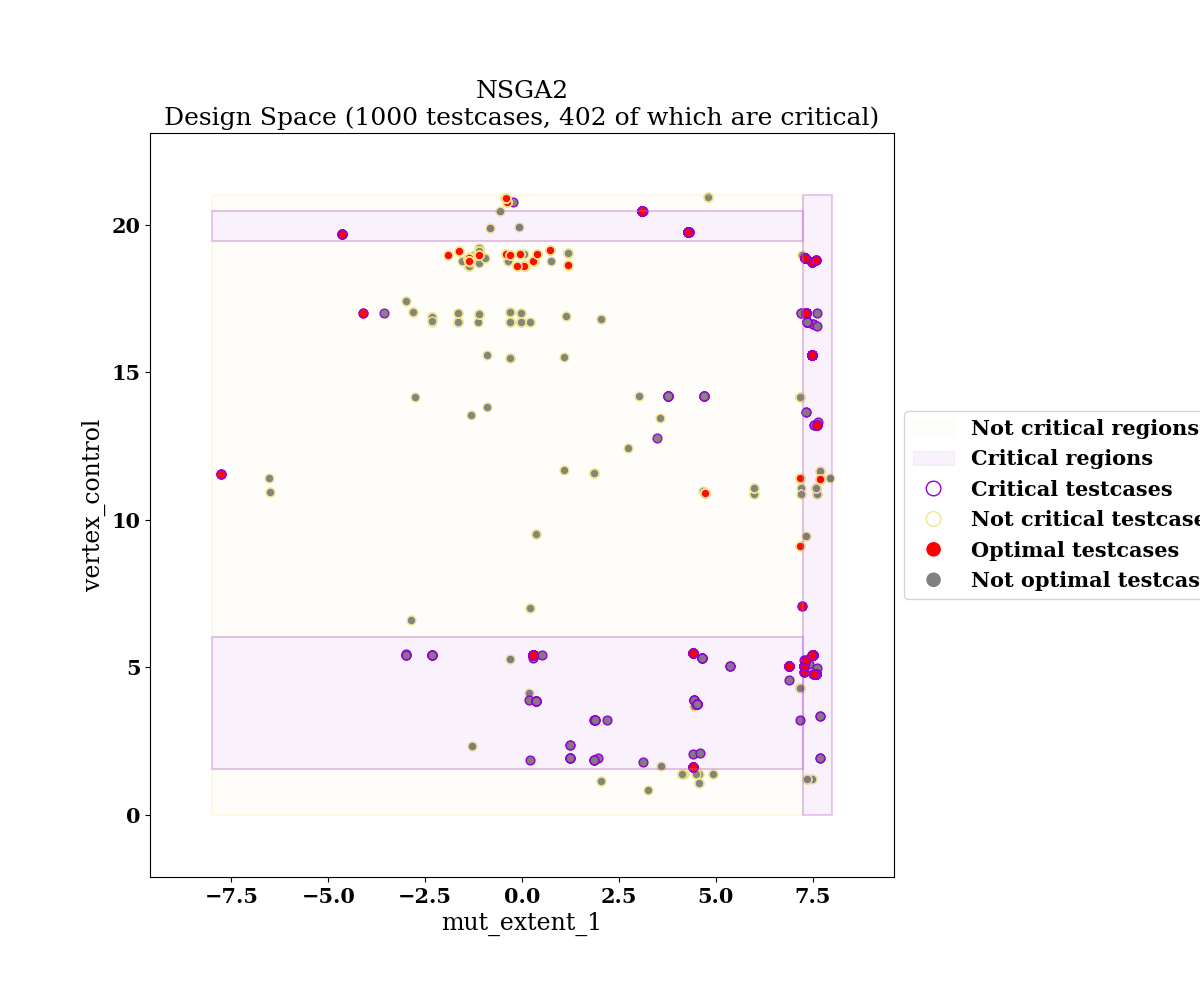 NSGA2
Design Space (1000 testcases, 402 of which are critical)
20
15
10
5
0
vertex_control
−7.5
−5.0
−2.5
0.0
2.5
5.0
7.5
mut_extent_1
Not critical regions
Critical regions
Critical testcases
Not critical testcase
Optimal testcases
Not optimal testcas